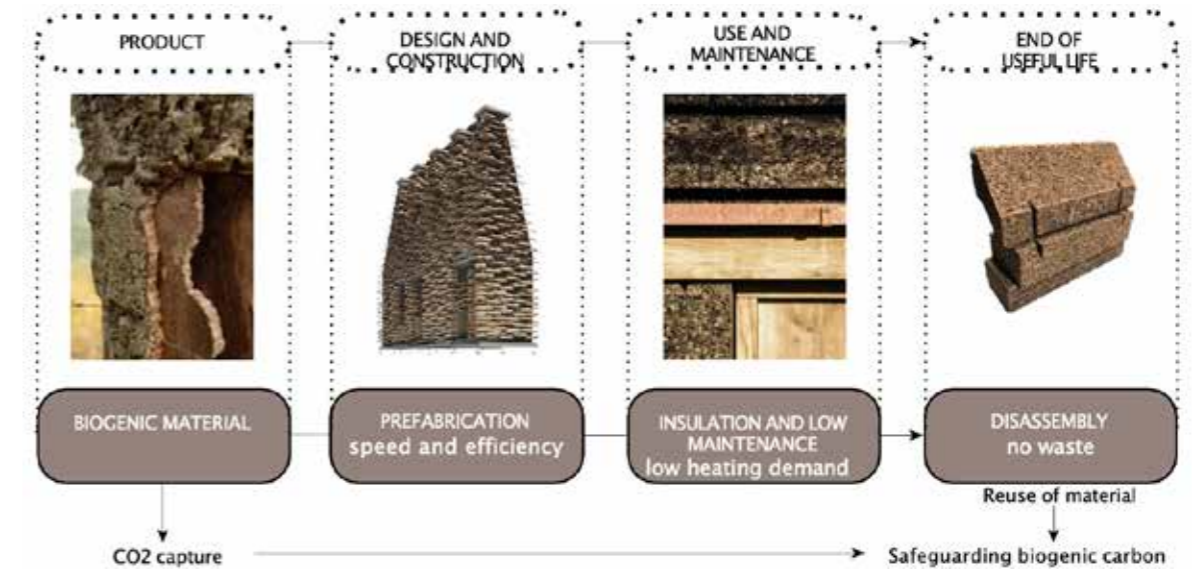 PRODUCT
DESIGN AND
CONSTRUCTION
USE AND
MAINTENANCE
END OF
USEFUL LIFE
BIOGENIC MATERIAL
PREFABRICATION
speed and efficiency
INSULATION AND LOW
MAINTENANCE
low heating demand
DISASSEMBLY
no waste
Reuse of material
CO2 capture
Safeguarding biogenic carbon